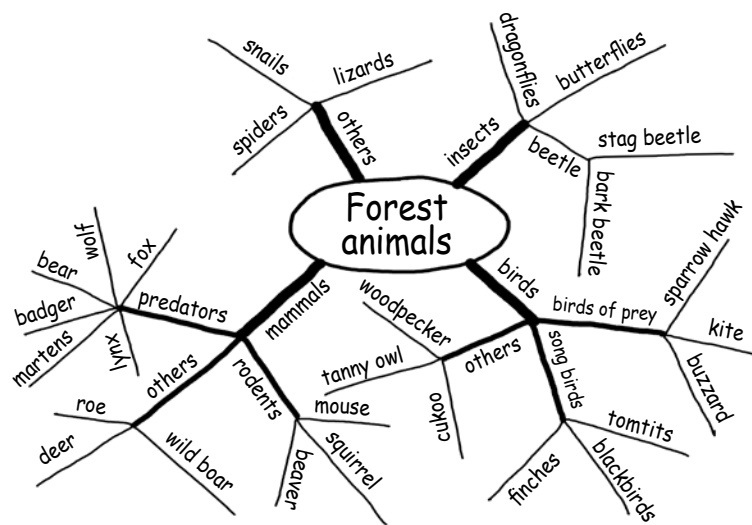 Forest
animals
others
snails
lizards
spiders
insects
dragonflies
butterflies
beetle
stag beetle
bark beetle
birds
birds of prey
sparrow hawk
kite
buzzard
song birds
tomtits
blackbirds
finches
others
woodpecker
tanny owl
cukoo
mammals
predators
fox
wolf
bear
badger
martens
lynx
others
roe
deer
wild boar
rodents
mouse
squirrel
beaver